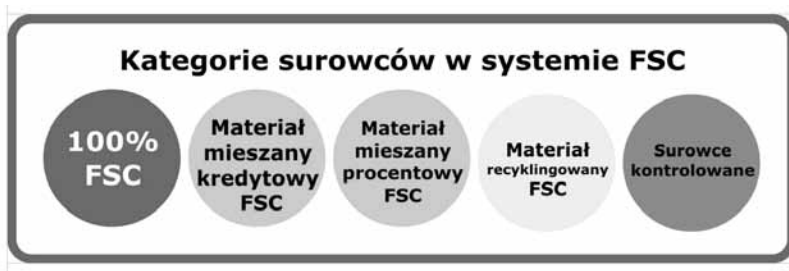 Kategorie surowców w systemie FSC
100%
FSC
Materiał
mieszany
kredytowy
FSC
Materiał
mieszany
procentowy
FSC
Materiał
recyklingowany
FSC
Surowce
kontrolowane